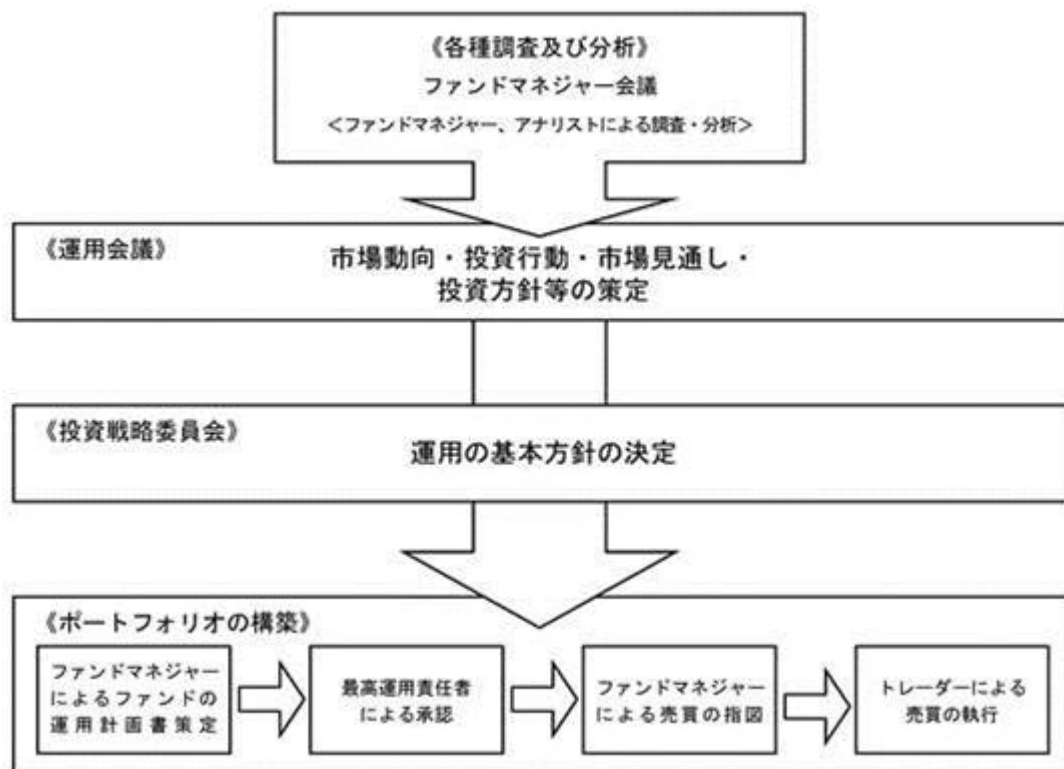 《各種調査及び分析》
ファンドマネジャー会議
<ファンドマネジャー、アナリストによる調査・分析>
《運用会議》
市場動向・投資行動・市場見通し・
投資方針等の策定
《投資戦略委員会》
運用の基本方針の決定
《ポートフォリオの構築》
ファンドマネジャー
によるファンドの
運用計画書策定
最高運用責任者
による承認
ファンドマネジャー
による売買の指図
トレーダーによる
売買の執行